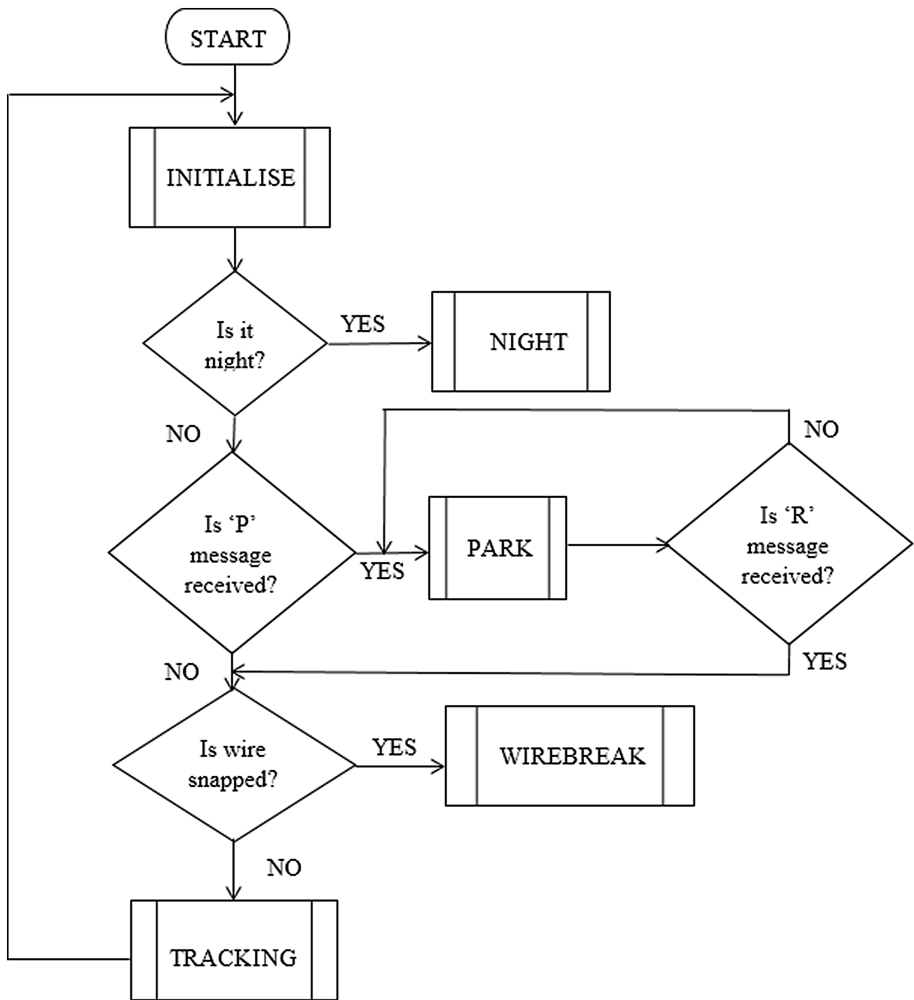 START
INITIALISE
Is it
night?
YES
NIGHT
NO
Is ‘P’
message
received?
YES
PARK
Is ‘R’
message
received?
NO
YES
NO
Is wire
snapped?
YES
WIREBREAK
NO
TRACKING